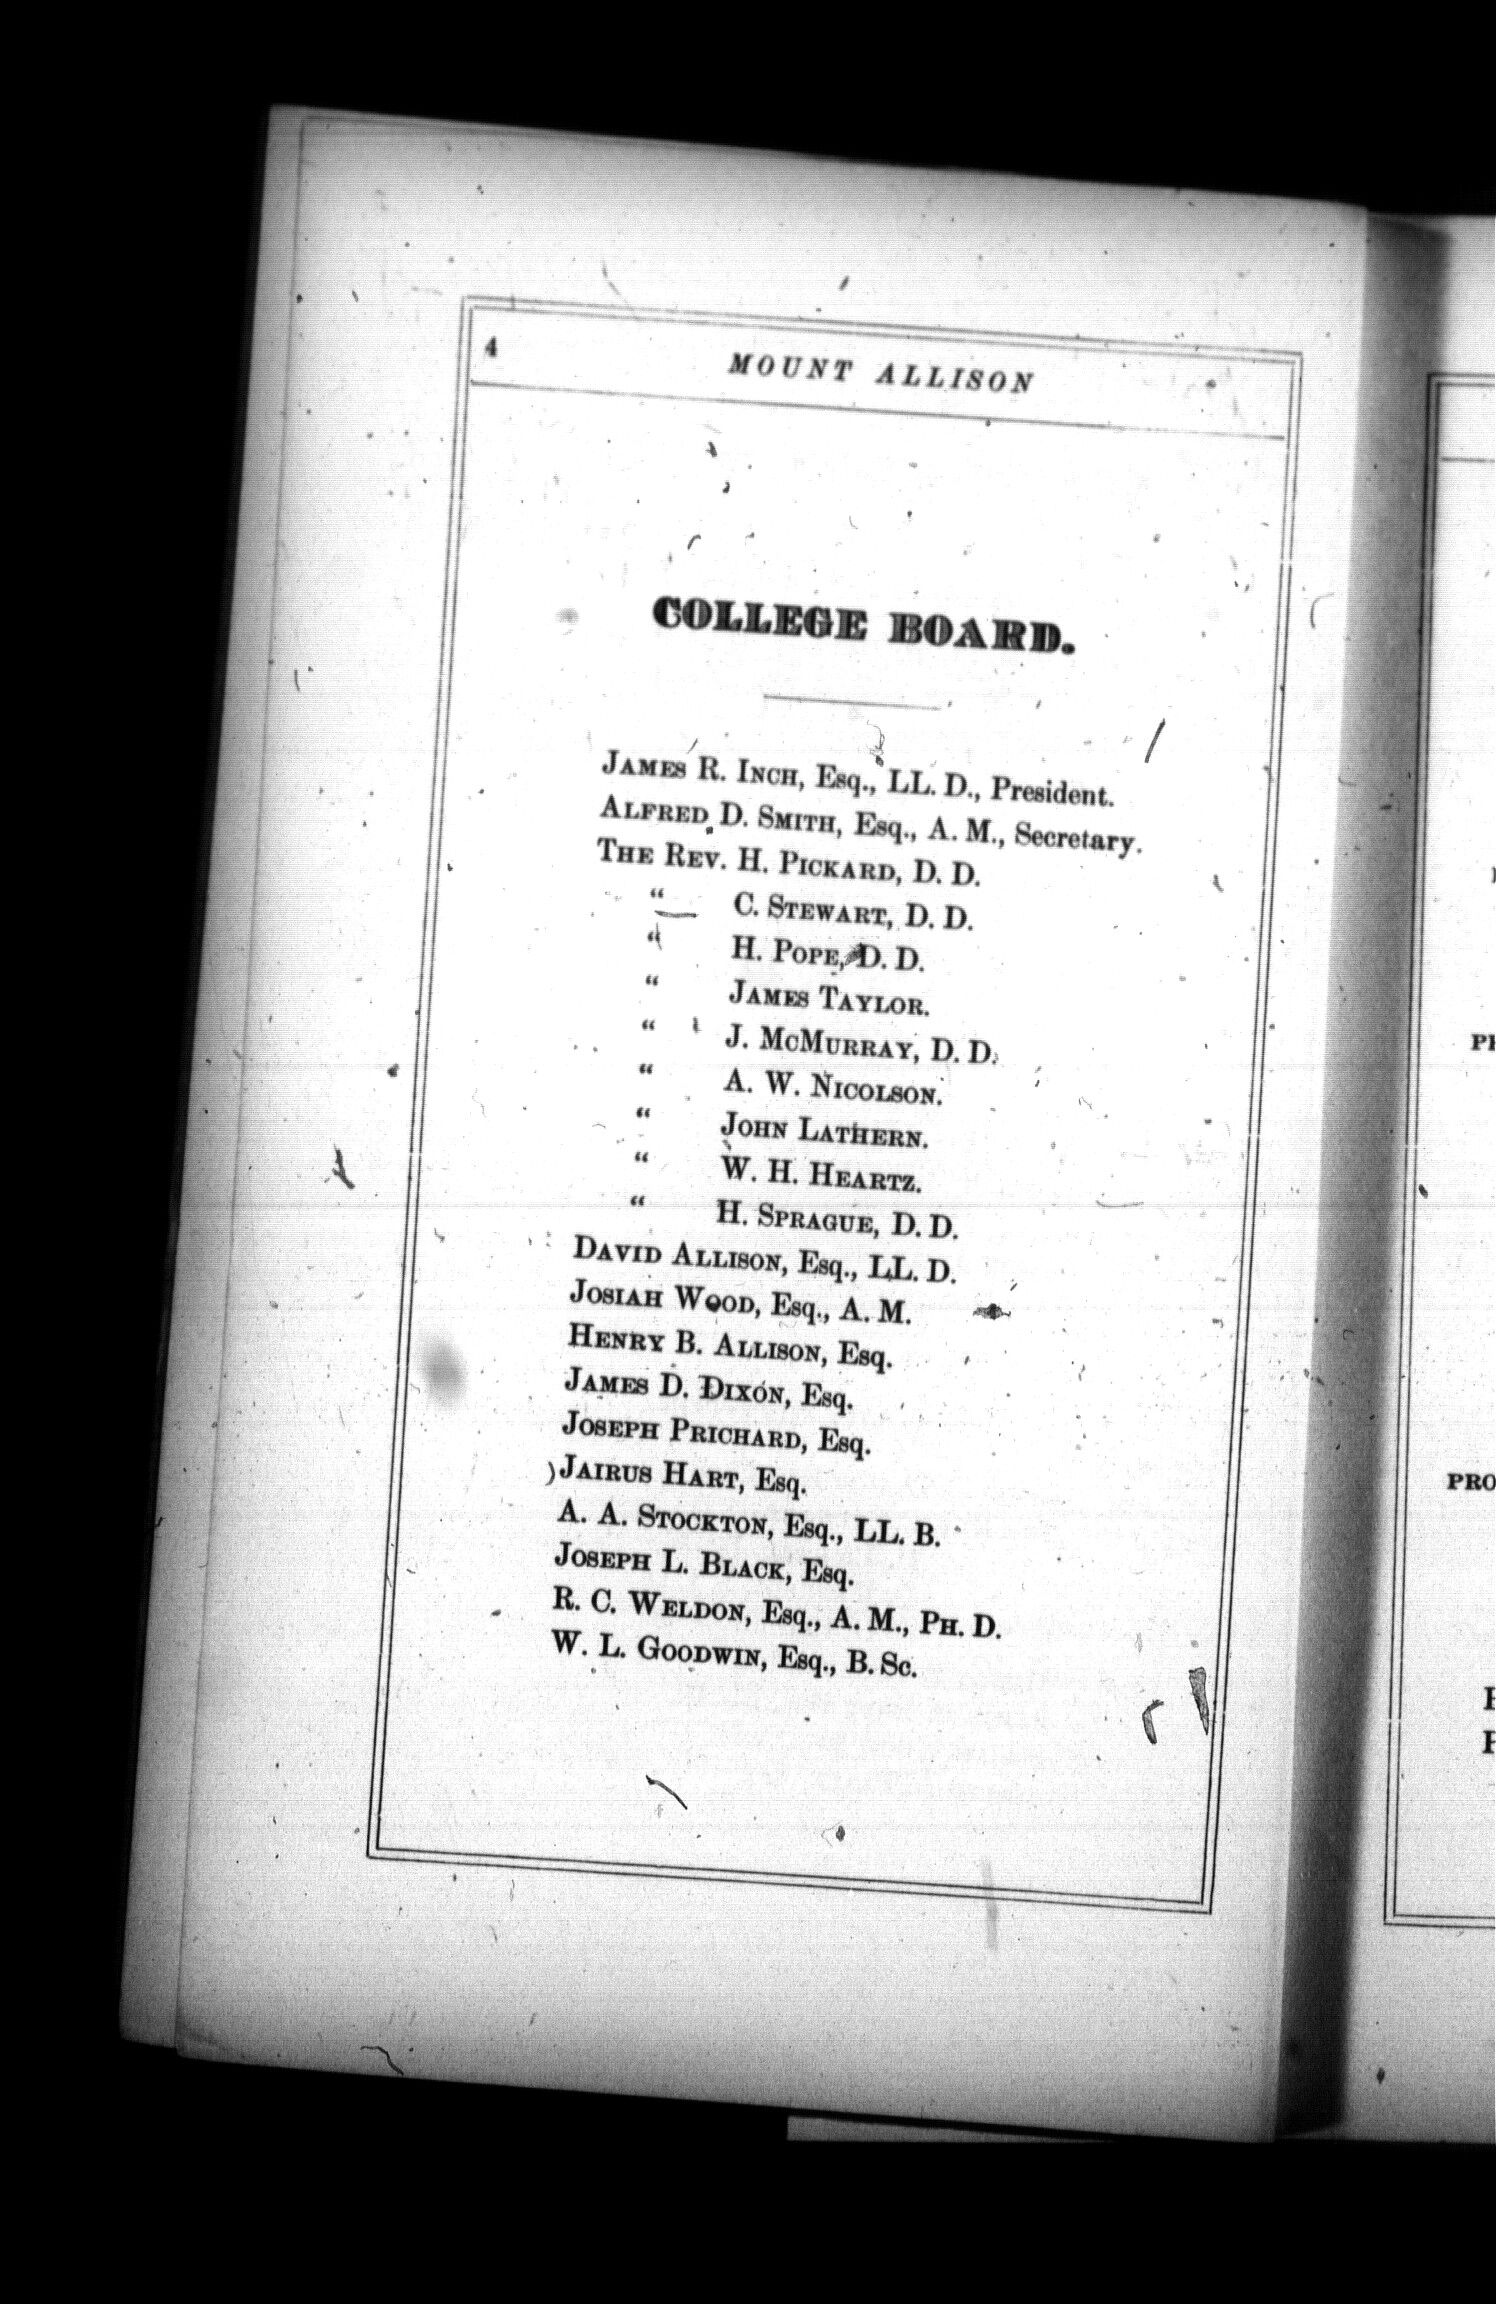 4
MOUNT ALLISON
COLLEGE BOARD.
JAMES R. INCH, Esq., LL. D., President.
ALFRED D. SMITH, Esq., A. M., Secretary.
THE REV. H. PICKARD, D. D.
“ C. STEWART, D. D.
“ H. POPE, D. D.
“ JAMES TAYLOR.
“ J. MCMURRAY, D. D.
“ A. W. NICOLSON.
“ JOHN LATHERN.
“ W. H. HEARTZ.
“ H. SPRAGUE, D. D.
DAVID ALLISON, Esq., LL. D.
JOSIAH WOOD, Esq., A. M.
HENRY B. ALLISON, Esq.
JAMES D. DIXON, Esq.
JOSEPH PRICHARD, Esq.
JAIRUS HART, Esq.
A. A. STOCKTON, Esq., LL. B.
JOSEPH L. BLACK, Esq.
R. C. WELDON, Esq., A. M., PH. D.
W. L. GOODWIN, Esq., B. Sc.
PRO